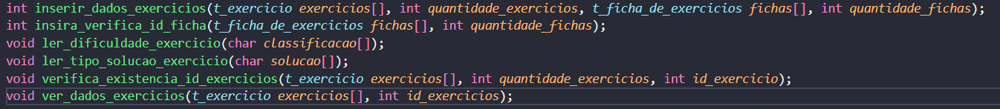 int inserir_dados_exercicios(t_exercicio exercicios[], int quantidade_exercicios, t_ficha_de_exercicios fichas[], int quantidade_fichas);
int insira_verifica_id_ficha(t_ficha_de_exercicios fichas[], int quantidade_fichas);
void ler_dificuldade_exercicio(char classificacao[]);
void ler_tipo_solucao_exercicio(char solucao[]);
void verifica_existencia_id_exercicios(t_exercicio exercicios[], int quantidade_exercicios, int id_exercicio);
void ver_dados_exercicios(t_exercicio exercicios[], int id_exercicios);